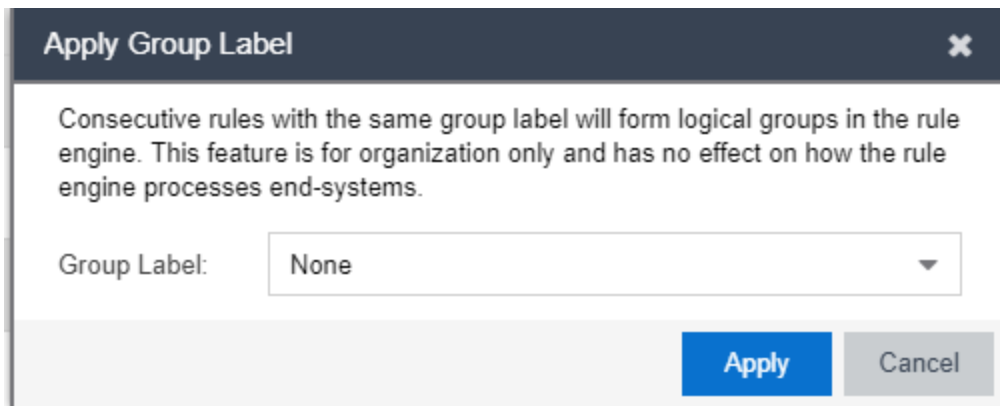 Apply Group Label
Consecutive rules with the same group label will form logical groups in the rule
engine. This feature is for organization only and has no effect on how the rule
engine processes end-systems.
Group Label: None
Apply Cancel